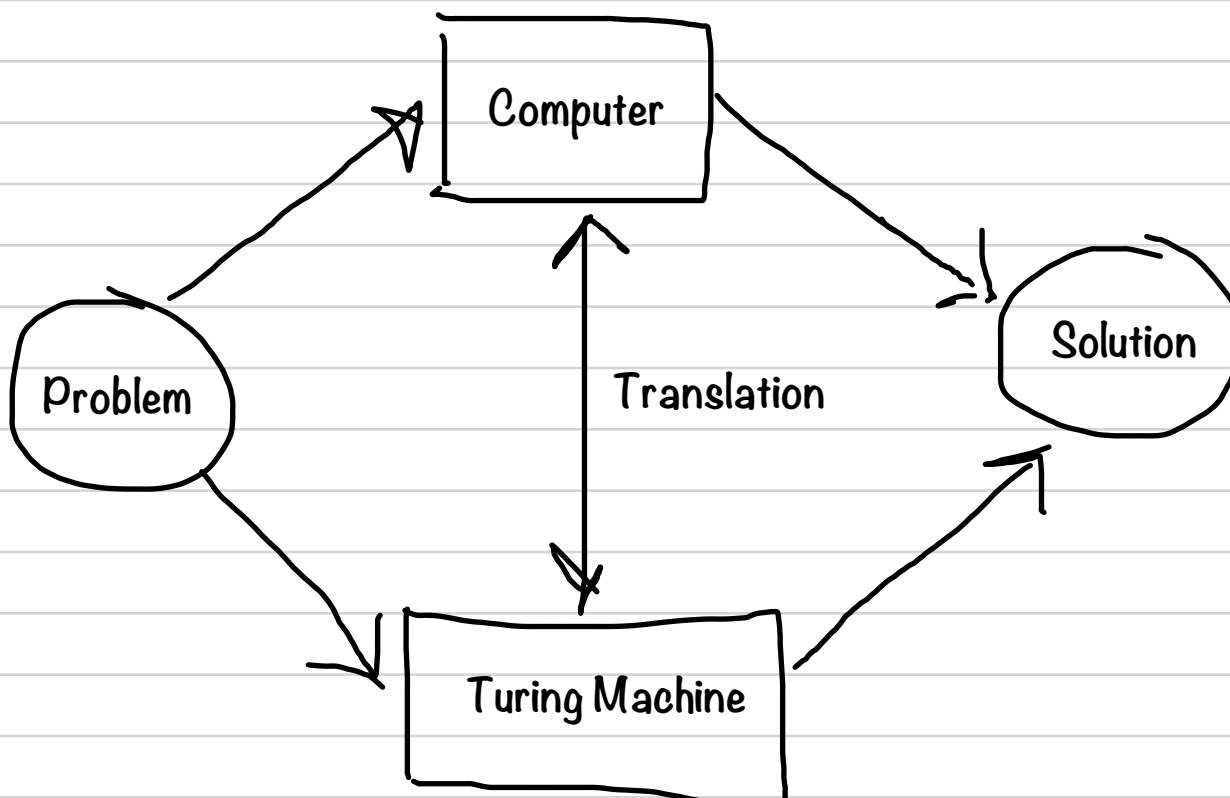 Computer
Solution
Problem
Translation
Turing Machine